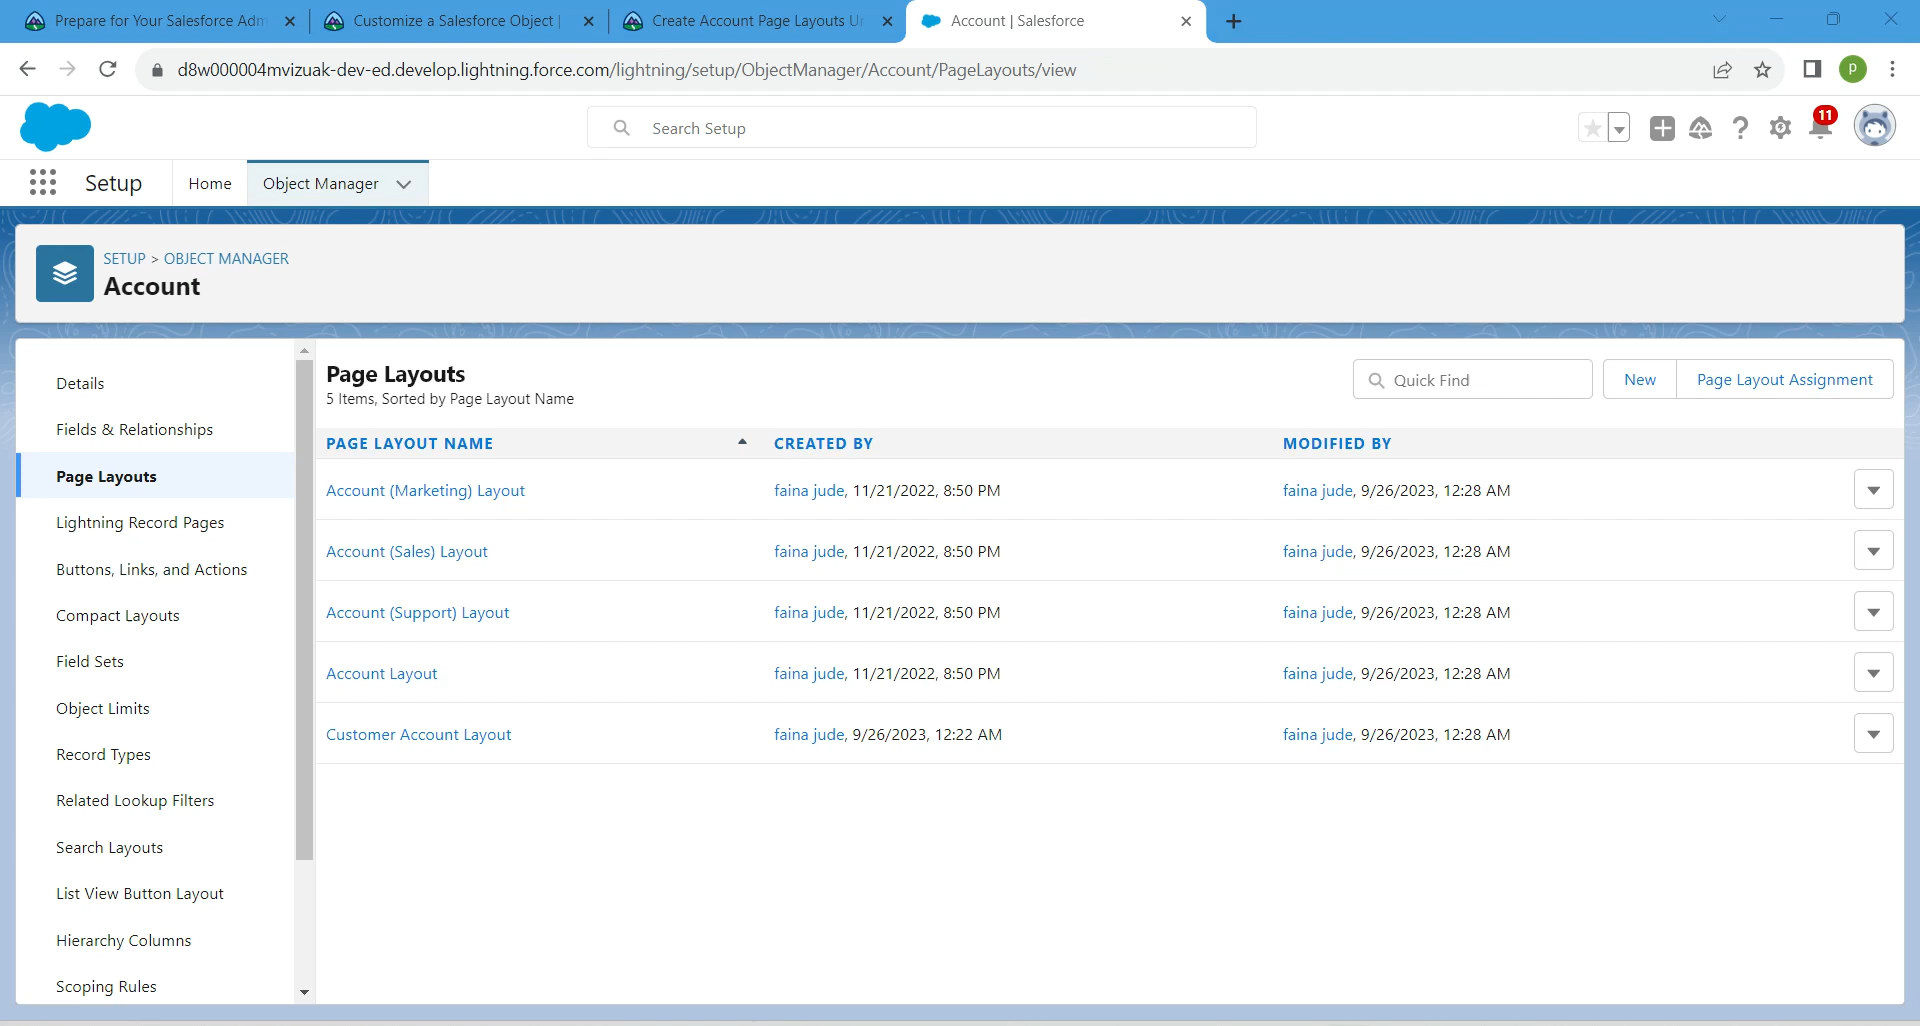 Prepare for Your Salesforce Adm
Customize a Salesforce Object |
Create Account Page Layouts U
Account | Salesforce
d8w000004mvizuak-dev-ed.develop.lightning.force.com/lightning/setup/ObjectManager/Account/PageLayouts/view
p
Search Setup
11
Setup
Home
Object Manager
SETUP > OBJECT MANAGER
Account
Details
Fields & Relationships
Page Layouts
Lightning Record Pages
Buttons, Links, and Actions
Compact Layouts
Field Sets
Object Limits
Record Types
Related Lookup Filters
Search Layouts
List View Button Layout
Hierarchy Columns
Scoping Rules
Page Layouts
5 Items, Sorted by Page Layout Name
Quick Find
New
Page Layout Assignment
PAGE LAYOUT NAME CREATED BY MODIFIED BY
Account (Marketing) Layout faina jude, 11/21/2022, 8:50 PM faina jude, 9/26/2023, 12:28 AM
Account (Sales) Layout faina jude, 11/21/2022, 8:50 PM faina jude, 9/26/2023, 12:28 AM
Account (Support) Layout faina jude, 11/21/2022, 8:50 PM faina jude, 9/26/2023, 12:28 AM
Account Layout faina jude, 11/21/2022, 8:50 PM faina jude, 9/26/2023, 12:28 AM
Customer Account Layout faina jude, 9/26/2023, 12:22 AM faina jude, 9/26/2023, 12:28 AM